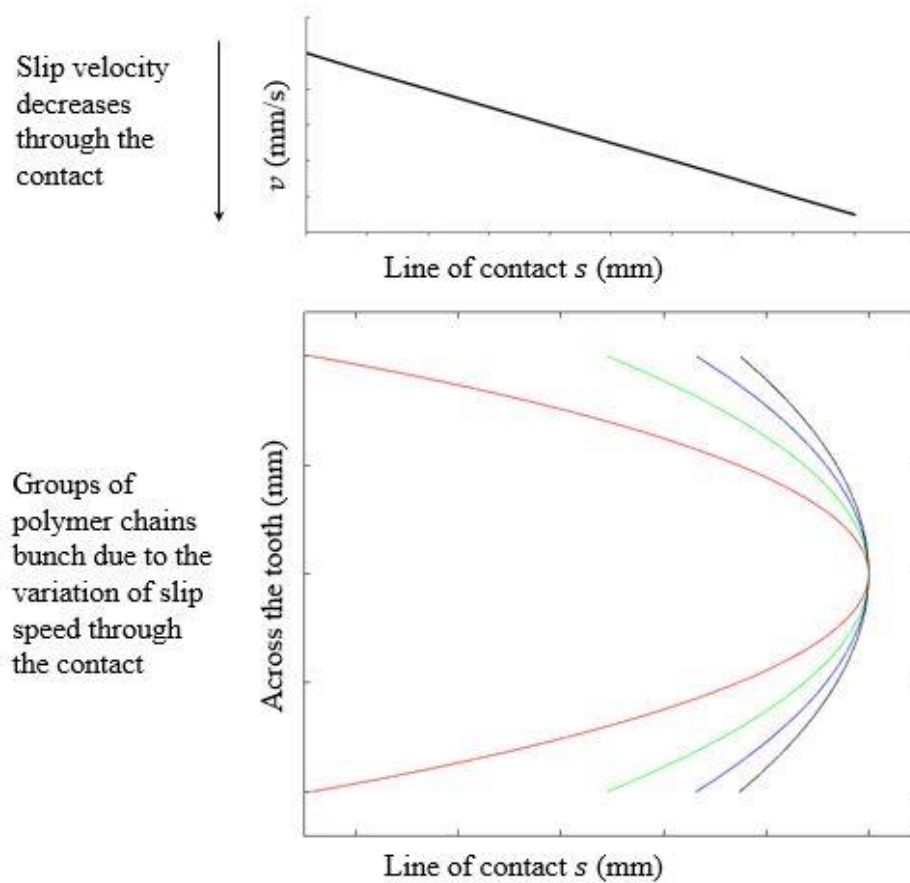 Slip velocity
decreases
through the
contact
v (mm/s)
Line of contact s (mm)
Groups of
polymer chains
bunch due to the
variation of slip
speed through
the contact
Across the tooth (mm)
Line of contact s (mm)